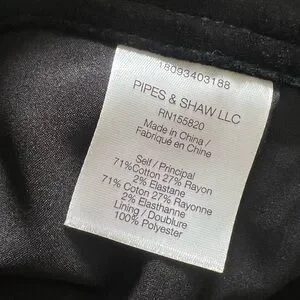 18093403188
PIPES & SHAW LLC
RN155820
Made in China /
Fabriqué en Chine
Self / Principal
71%Cotton 27% Rayon
2% Elastane
71% Coton 27% Rayonne
2% Elasthanne
Lining / Doublure
100% Polyester